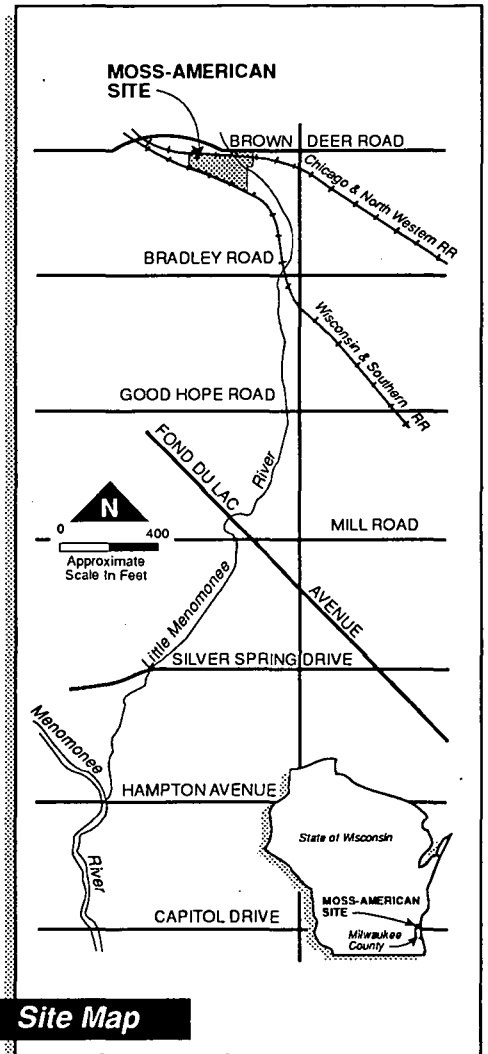 MOSS-AMERICAN
SITE
BROWN DEER ROAD
Chicago & North Western RR
BRADLEY ROAD
Wisconsin & Southern RR
GOOD HOPE ROAD
FOND DU LAC AVENUE
River
N
0 400
Approximate
Scale In Feet
MILL ROAD
Little Menomonee
SILVER SPRING DRIVE
Menomonee River
HAMPTON AVENUE
State of Wisconsin
MOSS-AMERICAN
SITE
Milwaukee
County
CAPITOL DRIVE
Site Map